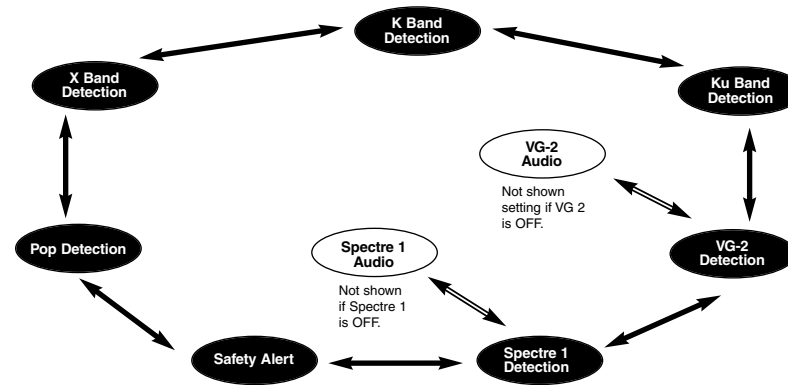 K Band
Detection
X Band
Detection
Ku Band
Detection
VG-2
Audio
Not shown
setting if VG 2
is OFF.
Pop Detection
Spectre 1
Audio
Not shown
if Spectre 1
is OFF.
VG-2
Detection
Safety Alert
Spectre 1
Detection